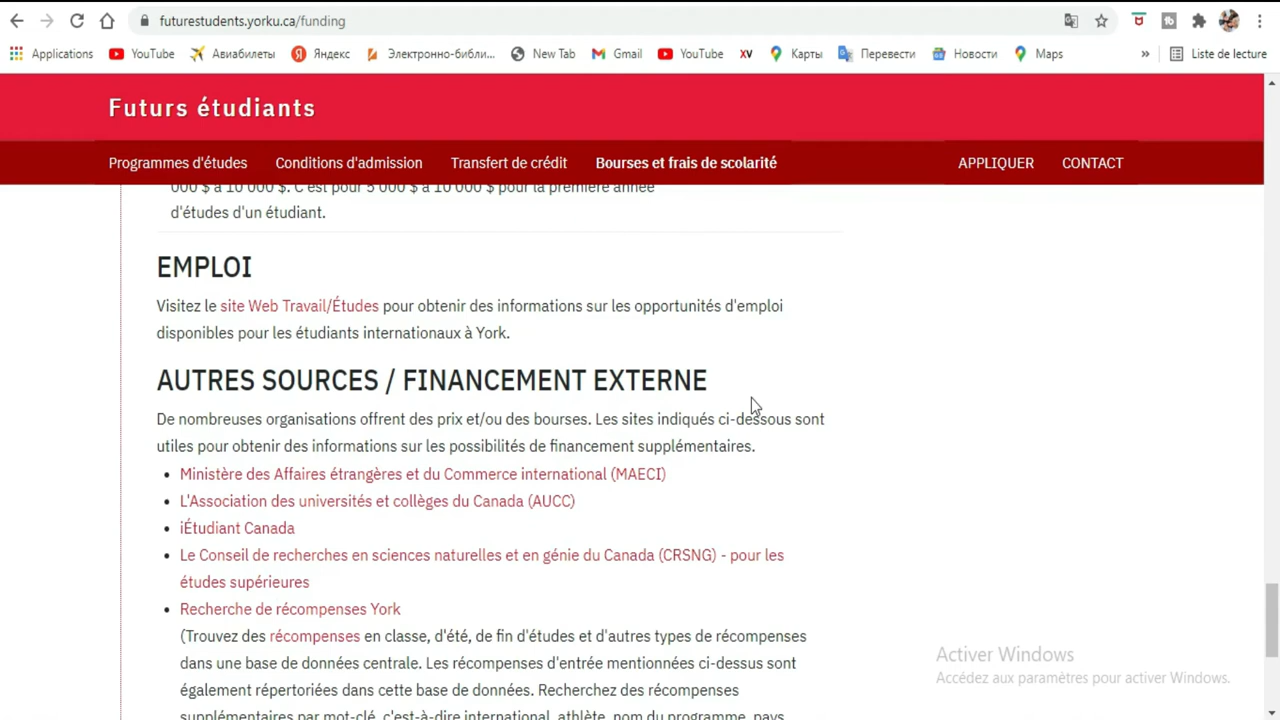 futurestudents.yorku.ca/funding
Applications YouTube Авиабилеты Яндекс Электронно-библи... New Tab Gmail YouTube XV Карты Перевести Новости Maps » Liste de lecture
Futurs étudiants
Programmes d'études Conditions d'admission Transfert de crédit Bourses et frais de scolarité APPLIQUER CONTACT
000 $ à 10 000 $. C'est pour 5 000 $ à 10 000 $ pour la première année
d'études d'un étudiant.
EMPLOI
Visitez le site Web Travail/Études pour obtenir des informations sur les opportunités d'emploi
disponibles pour les étudiants internationaux à York.
AUTRES SOURCES / FINANCEMENT EXTERNE
De nombreuses organisations offrent des prix et/ou des bourses. Les sites indiqués ci-dessous sont
utiles pour obtenir des informations sur les possibilités de financement supplémentaires.
• Ministère des Affaires étrangères et du Commerce international (MAECI)
• L'Association des universités et collèges du Canada (AUCC)
• iÉtudiant Canada
• Le Conseil de recherches en sciences naturelles et en génie du Canada (CRSNG) - pour les
études supérieures
• Recherche de récompenses York
(Trouvez des récompenses en classe, d'été, de fin d'études et d'autres types de récompenses
dans une base de données centrale. Les récompenses d'entrée mentionnées ci-dessus sont
également répertoriées dans cette base de données. Recherchez des récompenses
supplémentaires par mot-clé, c'est-à-dire international, athlète, nom du programme, pays
Activer Windows
Accédez aux paramètres pour activer Windows.